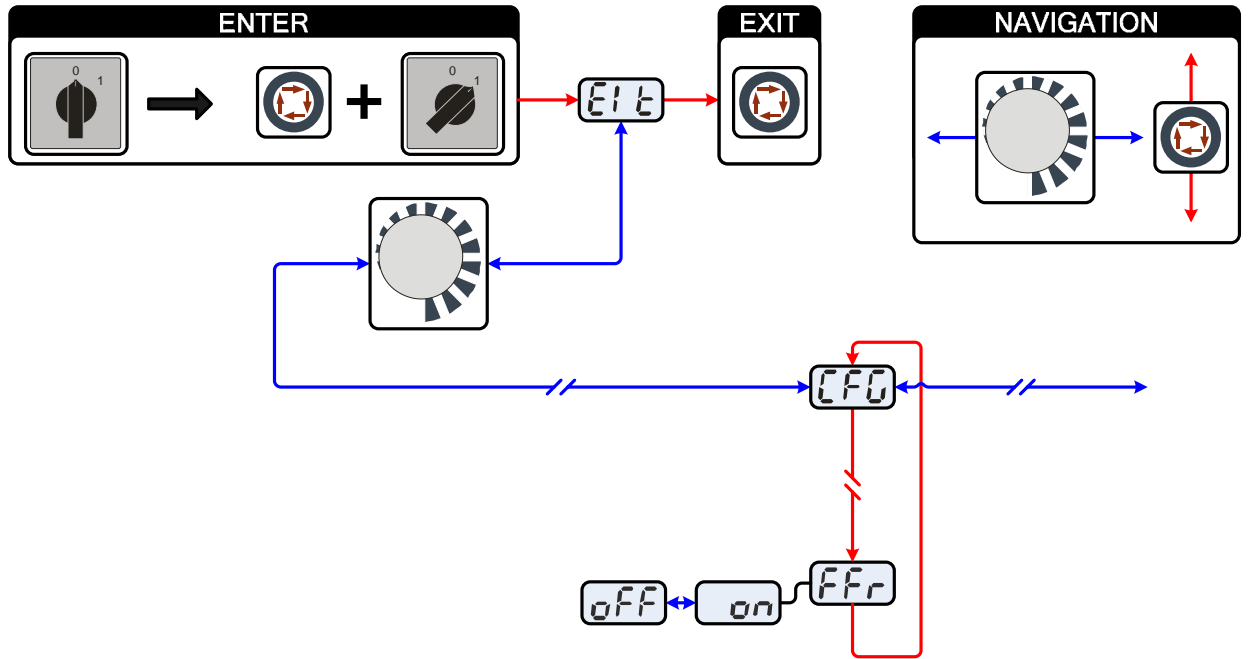 ENTER
EXIT
NAVIGATION
0
1
0
1
EIt
CFG
FFr
oFF
on